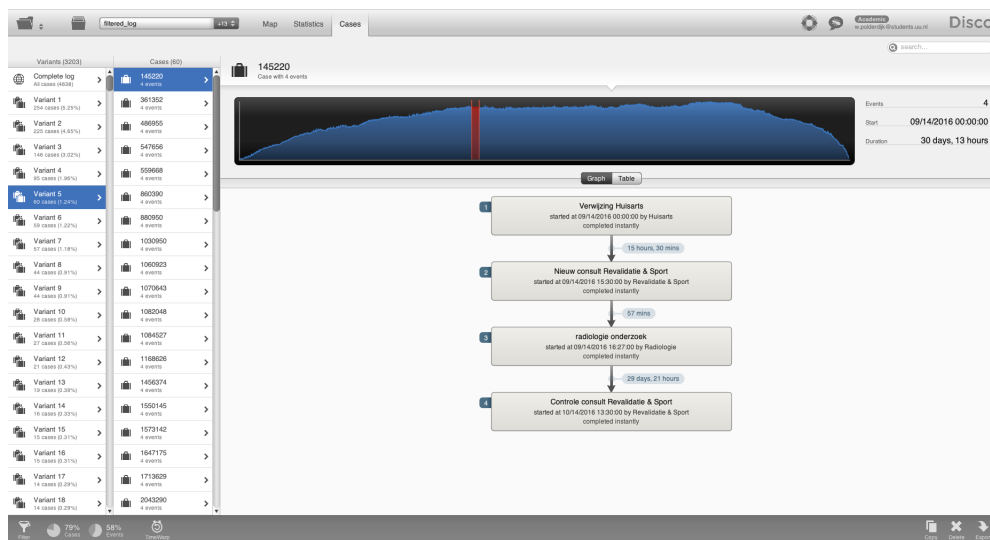 filtered_log
+13
Map
Statistics
Cases
Academic
w.polderdijk@students.uu.nl
Disco
search...
Variants (3203)
Complete log
All cases (4838)
Variant 1
254 cases (5.25%)
Variant 2
225 cases (4.65%)
Variant 3
146 cases (3.02%)
Variant 4
95 cases (1.96%)
Variant 5
60 cases (1.24%)
Variant 6
59 cases (1.22%)
Variant 7
57 cases (1.18%)
Variant 8
44 cases (0.91%)
Variant 9
44 cases (0.91%)
Variant 10
28 cases (0.58%)
Variant 11
27 cases (0.56%)
Variant 12
21 cases (0.43%)
Variant 13
19 cases (0.39%)
Variant 14
16 cases (0.33%)
Variant 15
15 cases (0.31%)
Variant 16
15 cases (0.31%)
Variant 17
14 cases (0.29%)
Variant 18
14 cases (0.29%)
Cases (60)
145220
4 events
361352
4 events
486955
4 events
547656
4 events
559668
4 events
860390
4 events
880950
4 events
1030950
4 events
1060923
4 events
1070643
4 events
1082048
4 events
1084527
4 events
1168626
4 events
1456374
4 events
1550145
4 events
1573142
4 events
1647175
4 events
1713629
4 events
2043290
4 events
145220
Case with 4 events
Events 4
Start 09/14/2016 00:00:00
Duration 30 days, 13 hours
Graph
Table
1
Verwijzing Huisarts
started at 09/14/2016 00:00:00 by Huisarts
completed instantly
15 hours, 30 mins
2
Nieuw consult Revalidatie & Sport
started at 09/14/2016 15:30:00 by Revalidatie & Sport
completed instantly
57 mins
3
radiologie onderzoek
started at 09/14/2016 16:27:00 by Radiologie
completed instantly
29 days, 21 hours
4
Controle consult Revalidatie & Sport
started at 10/14/2016 13:30:00 by Revalidatie & Sport
completed instantly
Filter
79%
Cases
58%
Events
TimeWarp
Copy
Delete
Export